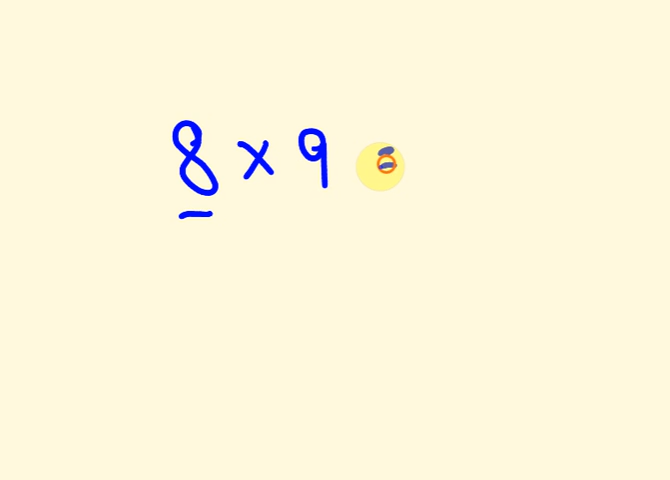 8 × 9 =